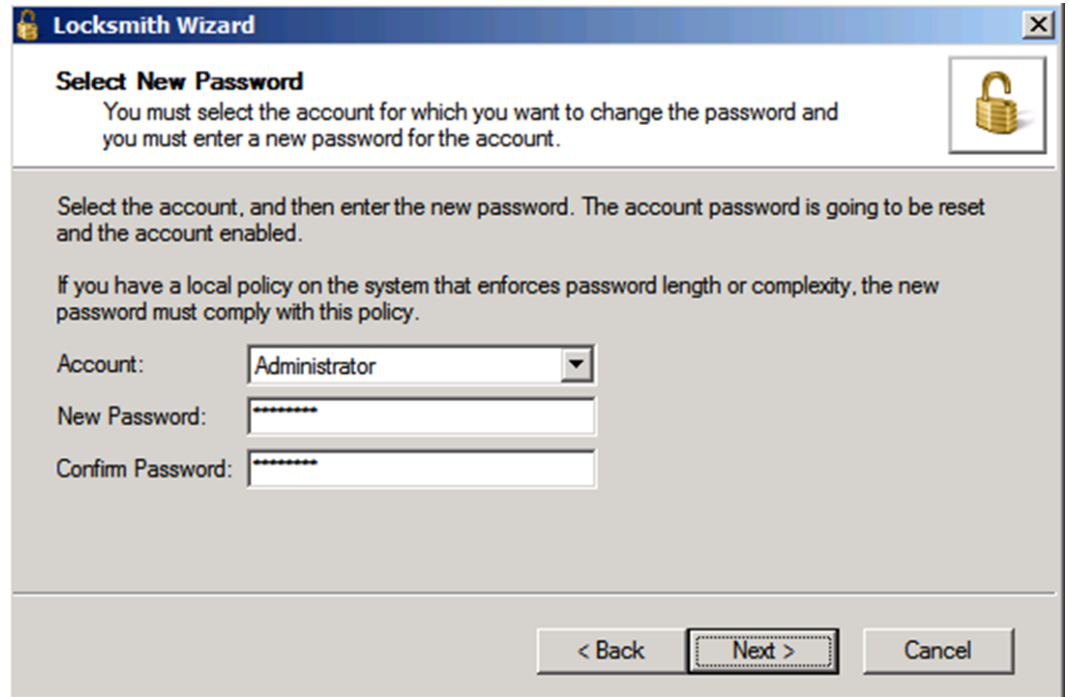 Locksmith Wizard
Select New Password
You must select the account for which you want to change the password and
you must enter a new password for the account.
Select the account, and then enter the new password. The account password is going to be reset
and the account enabled.
If you have a local policy on the system that enforces password length or complexity, the new
password must comply with this policy.
Account: Administrator
New Password: ********
Confirm Password: ********
< Back Next > Cancel